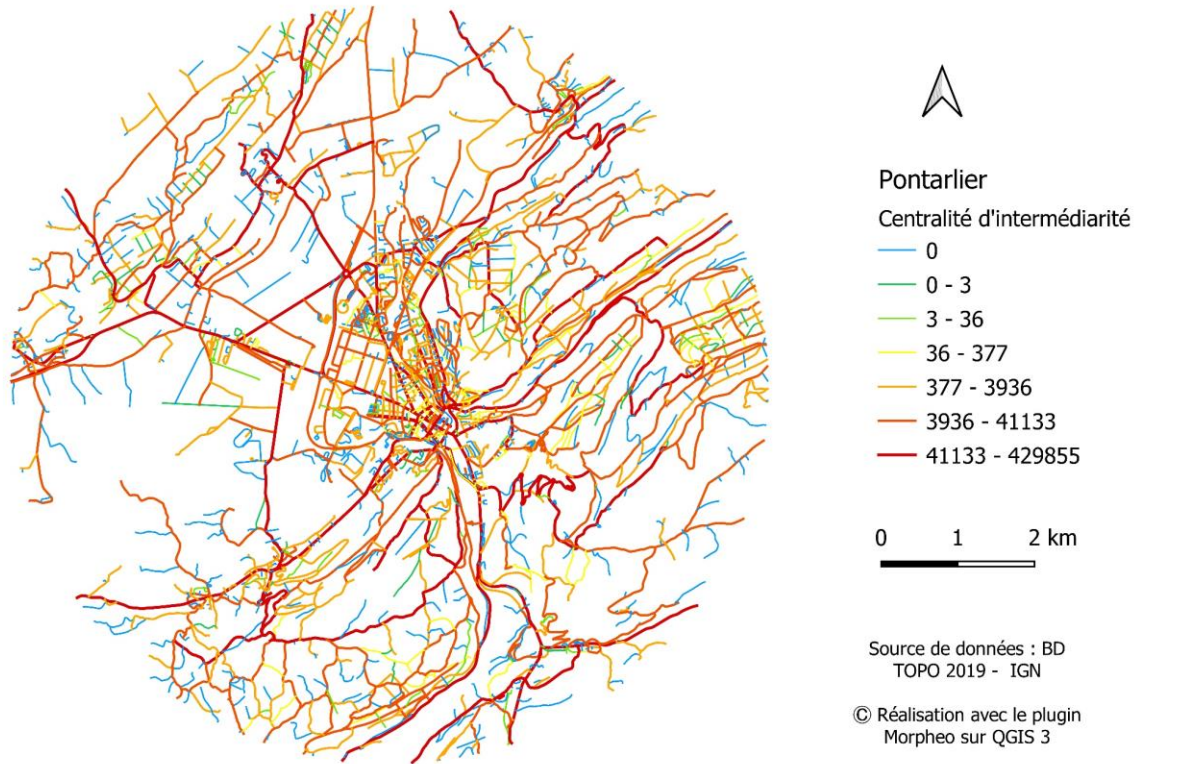 Pontarlier
Centralité d'intermédiarité
0
0 - 3
3 - 36
36 - 377
377 - 3936
3936 - 41133
41133 - 429855
0 1 2 km
Source de données : BD
TOPO 2019 - IGN
© Réalisation avec le plugin
Morpheo sur QGIS 3